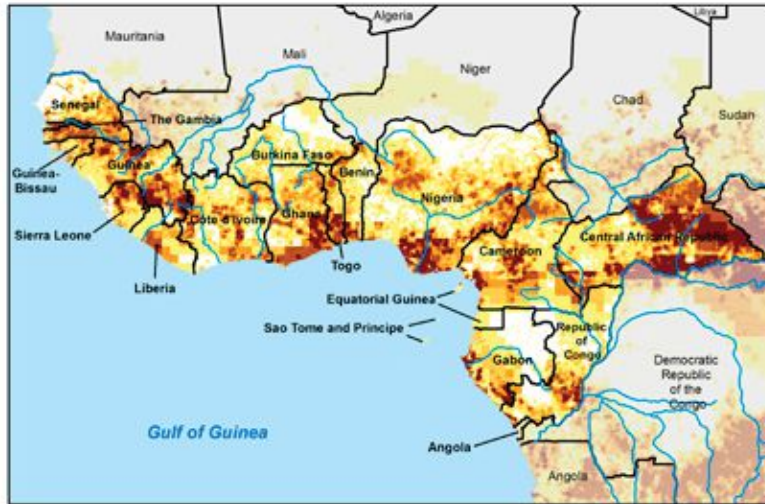 Algeria
Libya
Mauritania
Mali
Niger
Chad
Sudan
Senegal
The Gambia
Guinea-
Bissau
Guinea
Burkina Faso
Benin
Nigeria
Sierra Leone
Côte d'Ivoire
Ghana
Togo
Liberia
Cameroon
Central African Republic
Equatorial Guinea
Sao Tome and Principe
Republic
of
Congo
Gabon
Democratic
Republic
of the
Congo
Gulf of Guinea
Angola
Angola